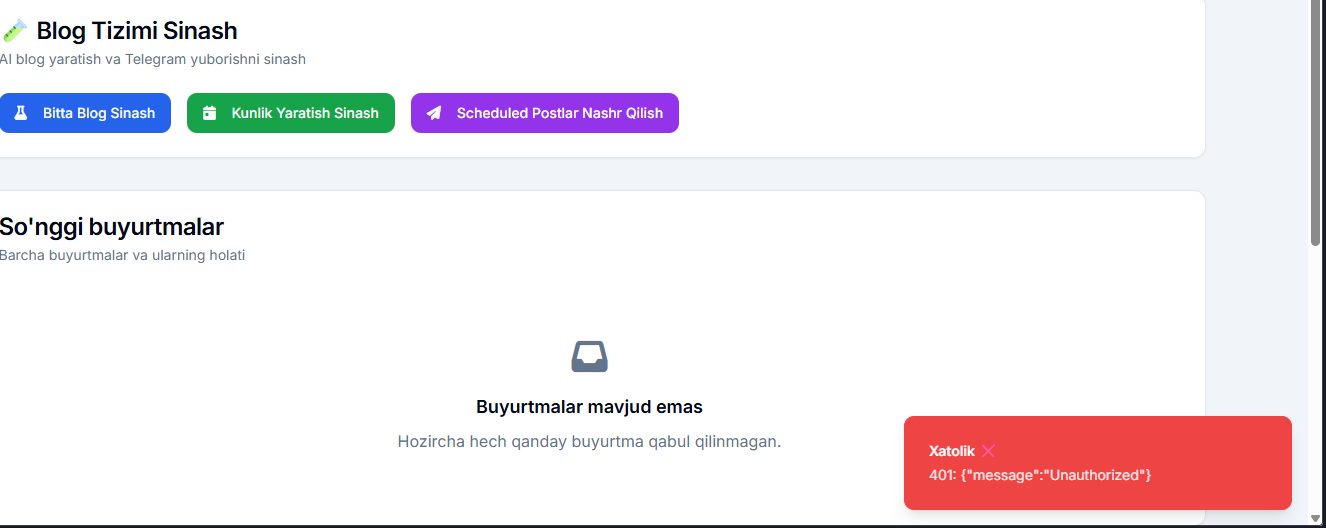 Blog Tizimi Sinash
AI blog yaratish va Telegram yuborishni sinash
Bitta Blog Sinash
Kunlik Yaratish Sinash
Scheduled Postlar Nashr Qilish
So'nggi buyurtmalar
Barcha buyurtmalar va ularning holati
Buyurtmalar mavjud emas
Hozircha hech qanday buyurtma qabul qilinmagan.
Xatolik ❌
401: {"message":"Unauthorized"}